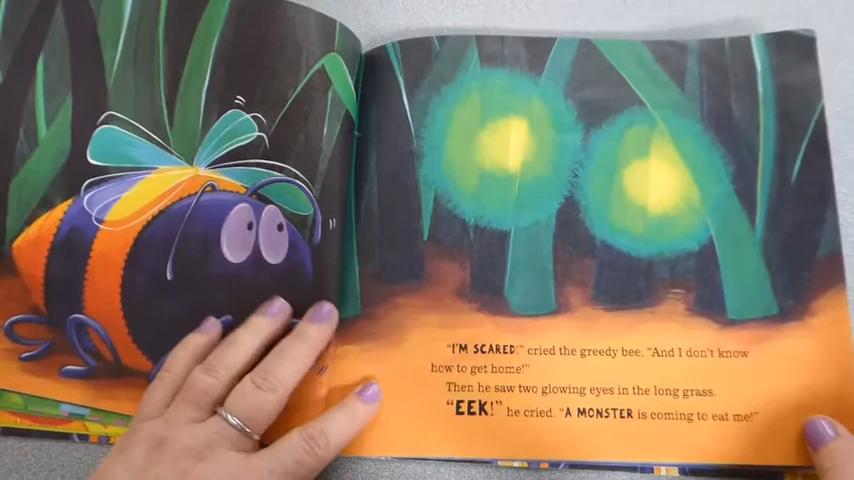 "I'M SCARED!" cried the greedy bee. "And I don't know
how to get home!"
Then he saw two glowing eyes in the long grass.
"EEK!" he cried. "A MONSTER is coming to eat me!"